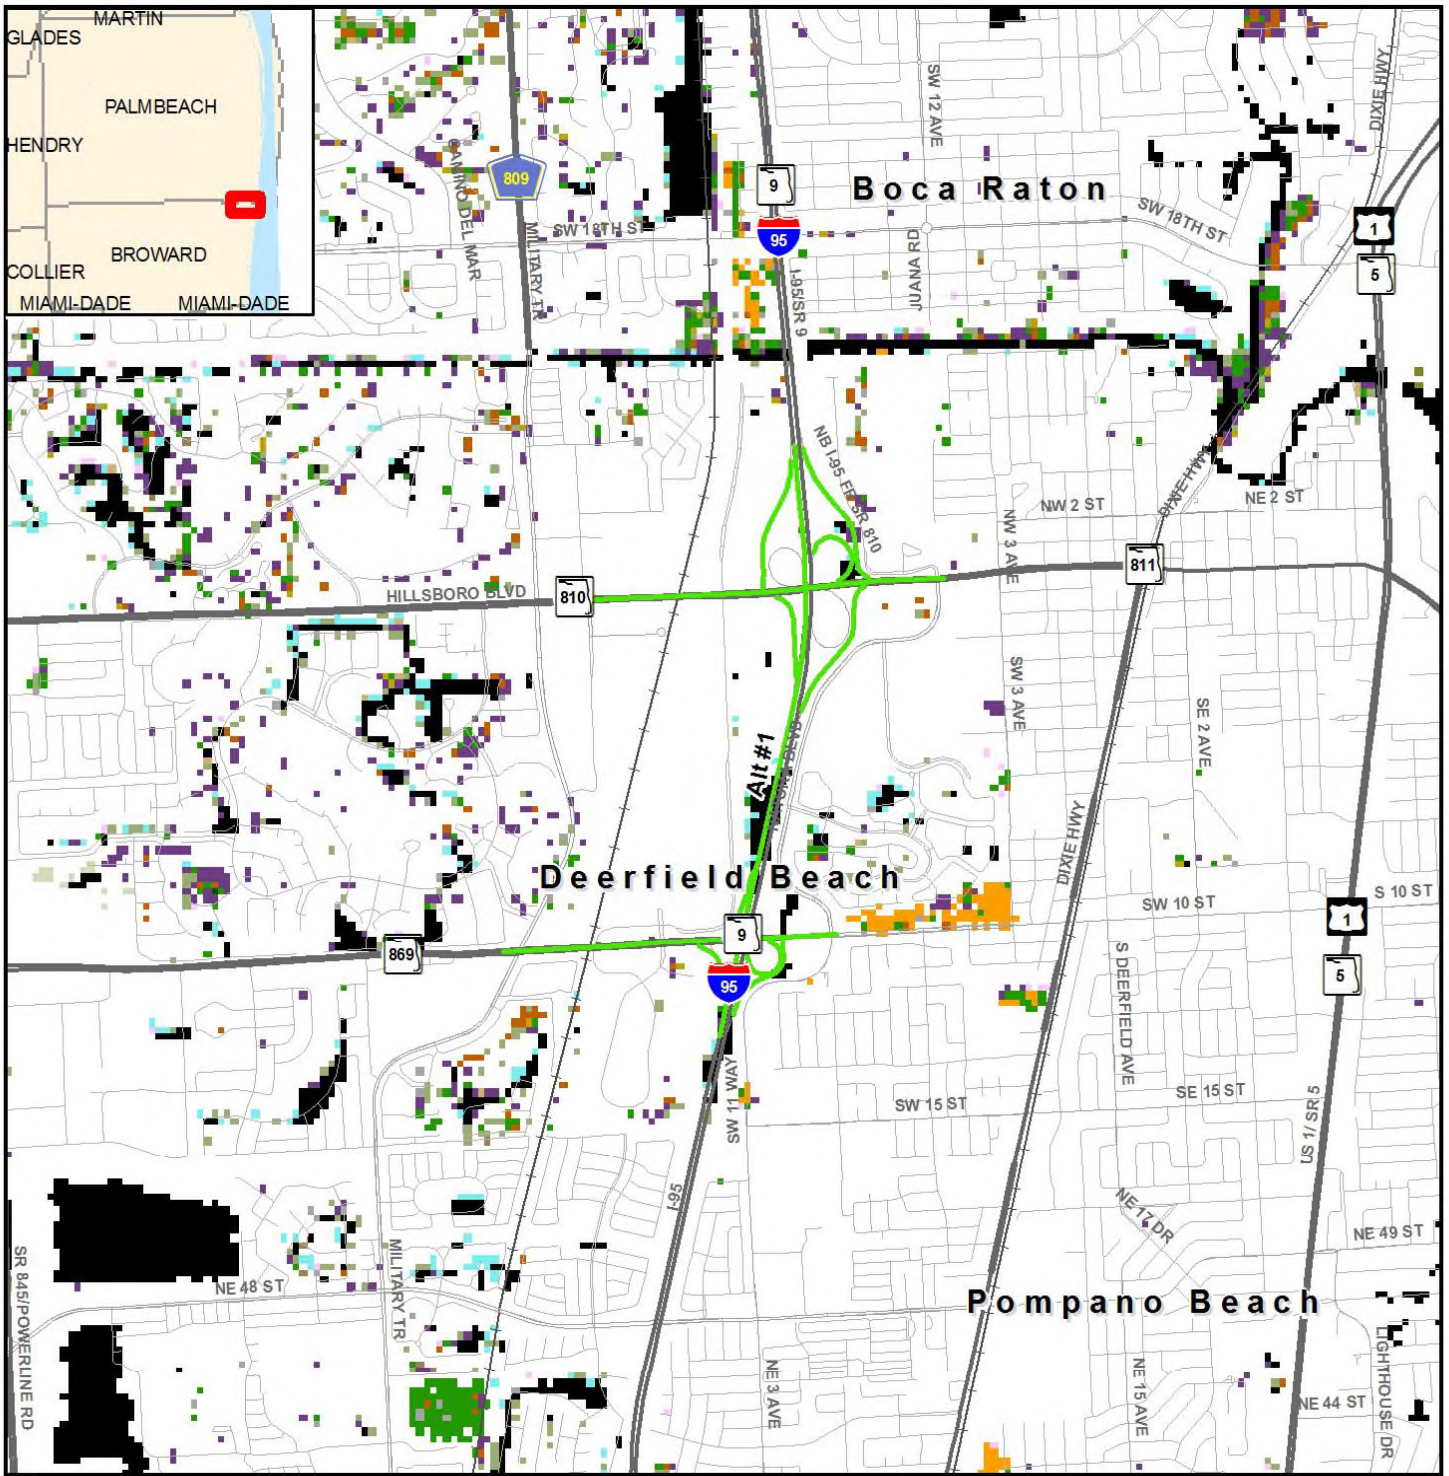 MARTIN
GLADES
PALMBEACH
HENDRY
BROWARD
COLLIER
MIAMI-DADE
MIAMI-DADE
DIXIE HWY
SW 12 AVE
CAMINO DEL MAR
809
9
Boca Raton
SW 18TH ST
SW 18TH ST
MILITARY TR
95
I-95/SR 9
JUANA RD
1
5
NB I-95
SR 810
NW 3 AVE
NW 2 ST
DIXIE HWY
NE 2 ST
811
HILLSBORO BLVD
810
SW 3 AVE
SE 2 AVE
Alt #1
BLVD
DIXIE HWY
Deerfield Beach
SW 10 ST
S 10 ST
1
9
869
95
5
S DEERFIELD AVE
SW 11 WAY
SW 15 ST
SE 15 ST
US 1/ SR 5
I-95
NE 17 DR
NE 49 ST
SR 845/POWERLINE RD
MILITARY TR
NE 48 ST
Pompano Beach
NE 3 AVE
NE 15 AVE
NE 44 ST
LIGHTHOUSE DR